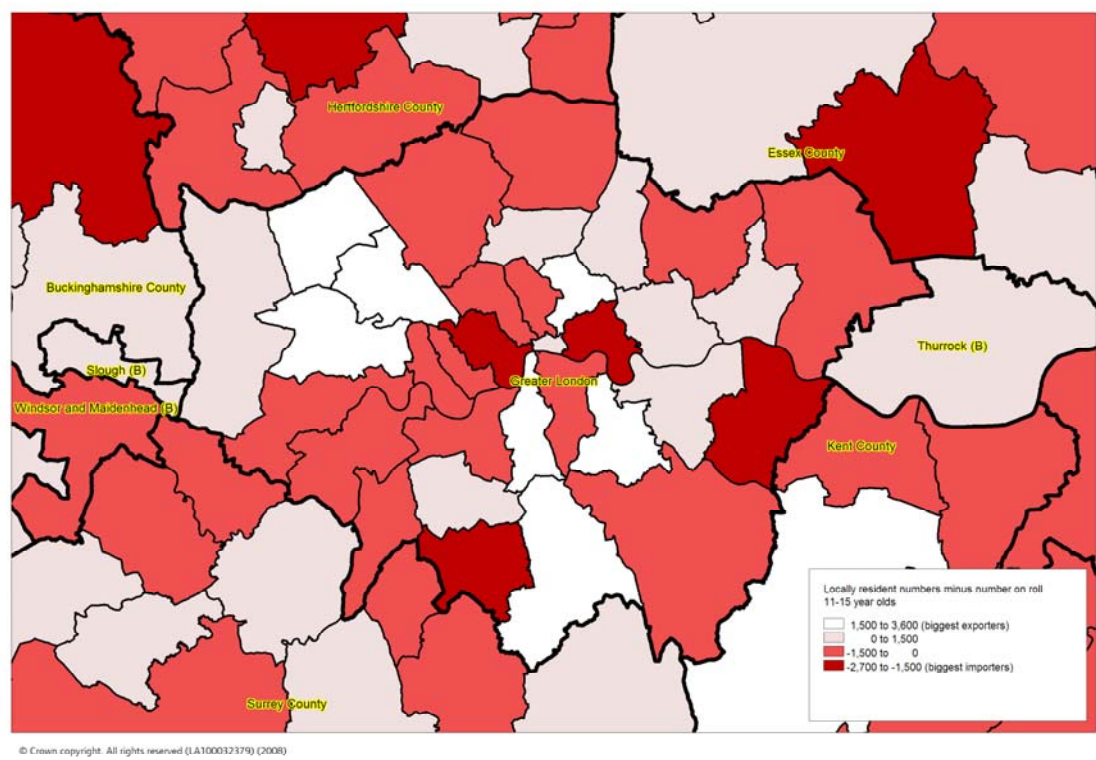 Hertfordshire County
Essex County
Buckinghamshire County
Slough (B)
Thurrock (B)
Greater London
Windsor and Maidenhead (B)
Kent County
Surrey County
Locally resident numbers minus number on roll
11-15 year olds
1,500 to 3,600 (biggest exporters)
0 to 1,500
-1,500 to 0
-2,700 to -1,500 (biggest importers)
© Crown copyright. All rights reserved (LA100032379) (2008)